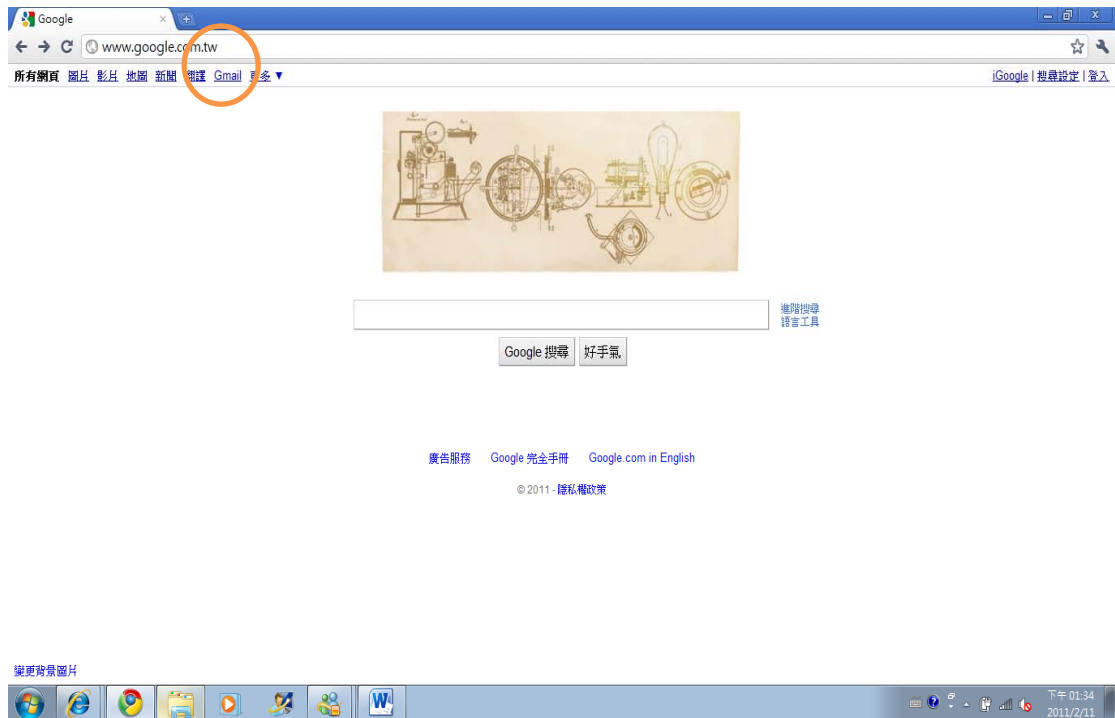 Google
www.google.com.tw
所有網頁 圖片 影片 地圖 新聞 翻譯 Gmail 更多 ▼ iGoogle | 搜尋設定 | 登入
進階搜尋
語言工具
Google 搜尋 好手氣
廣告服務 Google 完全手冊 Google.com in English
© 2011 - 隱私權政策
變更背景圖片
下午 01:34
2011/2/11